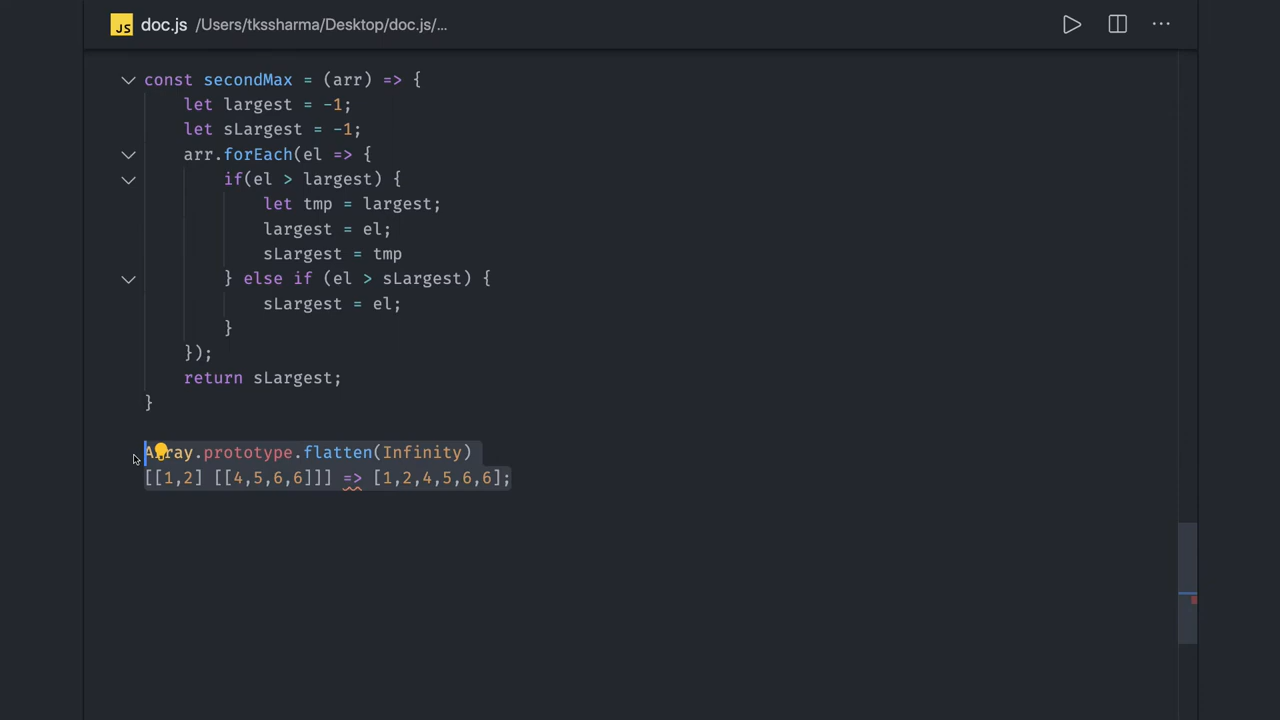 JS doc.js /Users/tkssharma/Desktop/doc.js/...
const secondMax = (arr) => {
let largest = -1;
let sLargest = -1;
arr.forEach(el => {
if(el > largest) {
let tmp = largest;
largest = el;
sLargest = tmp
} else if (el > sLargest) {
sLargest = el;
}
});
return sLargest;
}
Array.prototype.flatten(Infinity)
[[1,2] [[4,5,6,6]]] => [1,2,4,5,6,6];